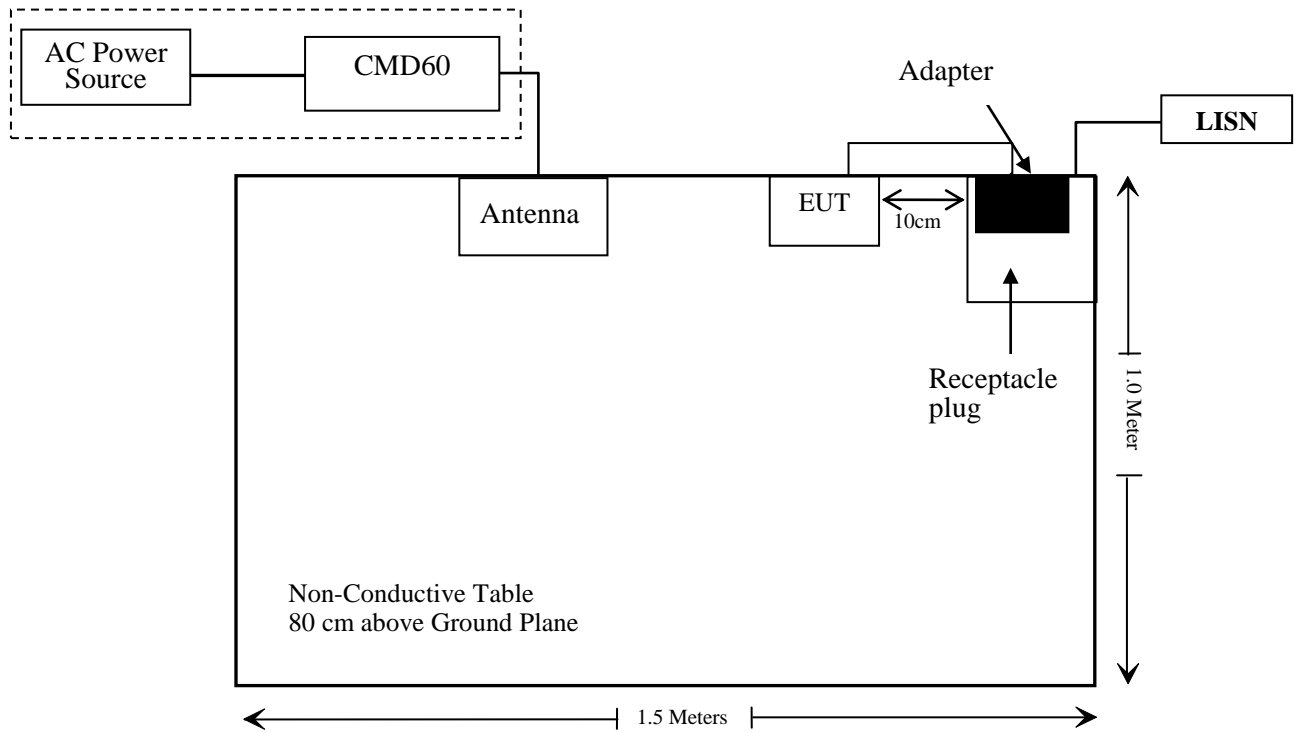 AC Power
Source
CMD60
Adapter
LISN
Antenna
EUT
10cm
Receptacle
plug
1.0 Meter
Non-Conductive Table
80 cm above Ground Plane
1.5 Meters